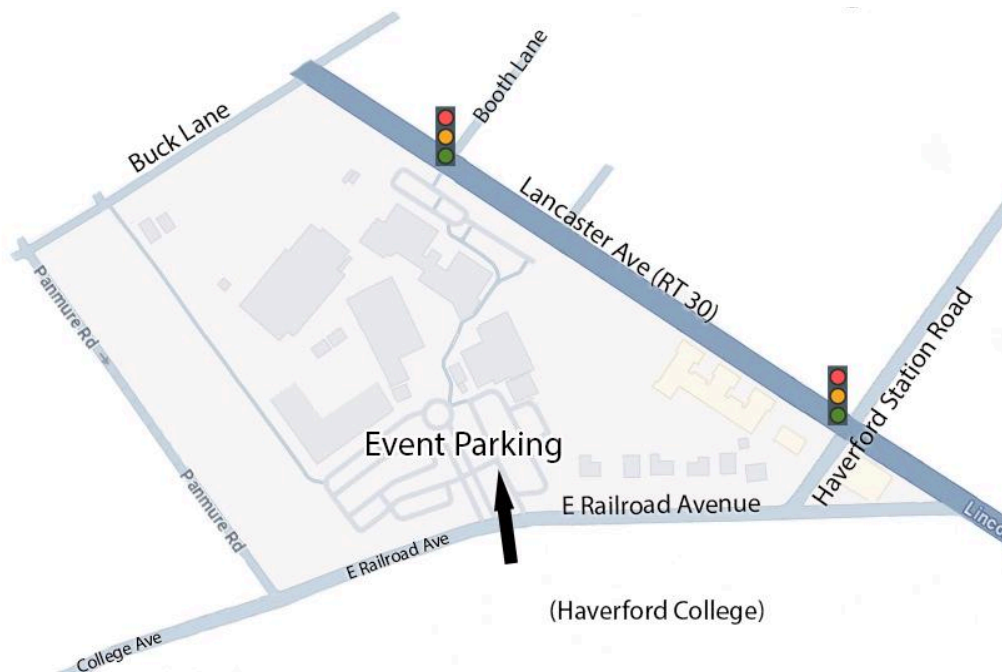 Buck Lane
Booth Lane
Lancaster Ave (RT 30)
Haverford Station Road
Panmure Rd
Panmure Rd
Event Parking
E Railroad Avenue
E Railroad Ave
Linco
(Haverford College)
College Ave